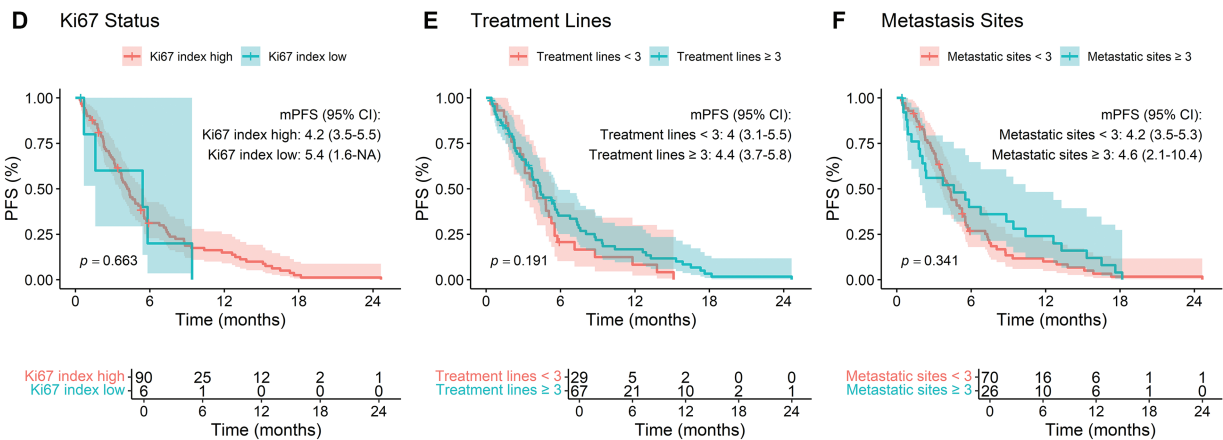 D Ki67 Status
Ki67 index high Ki67 index low
mPFS (95% CI):
Ki67 index high: 4.2 (3.5-5.5)
Ki67 index low: 5.4 (1.6-NA)
PFS (%)
1.00
0.75
0.50
0.25
0.00
p = 0.663
0 6 12 18 24
Time (months)
Ki67 index high 90 25 12 2 1
Ki67 index low 6 1 0 0 0
0 6 12 18 24
Time (months)
E Treatment Lines
Treatment lines < 3 Treatment lines ≥ 3
mPFS (95% CI):
Treatment lines < 3: 4 (3.1-5.5)
Treatment lines ≥ 3: 4.4 (3.7-5.8)
PFS (%)
1.00
0.75
0.50
0.25
0.00
p = 0.191
0 6 12 18 24
Time (months)
Treatment lines < 3 29 5 2 0 0
Treatment lines ≥ 3 67 21 10 2 1
0 6 12 18 24
Time (months)
F Metastasis Sites
Metastatic sites < 3 Metastatic sites ≥ 3
mPFS (95% CI):
Metastatic sites < 3: 4.2 (3.5-5.3)
Metastatic sites ≥ 3: 4.6 (2.1-10.4)
PFS (%)
1.00
0.75
0.50
0.25
0.00
p = 0.341
0 6 12 18 24
Time (months)
Metastatic sites < 3 70 16 6 1 1
Metastatic sites ≥ 3 26 10 6 1 0
0 6 12 18 24
Time (months)